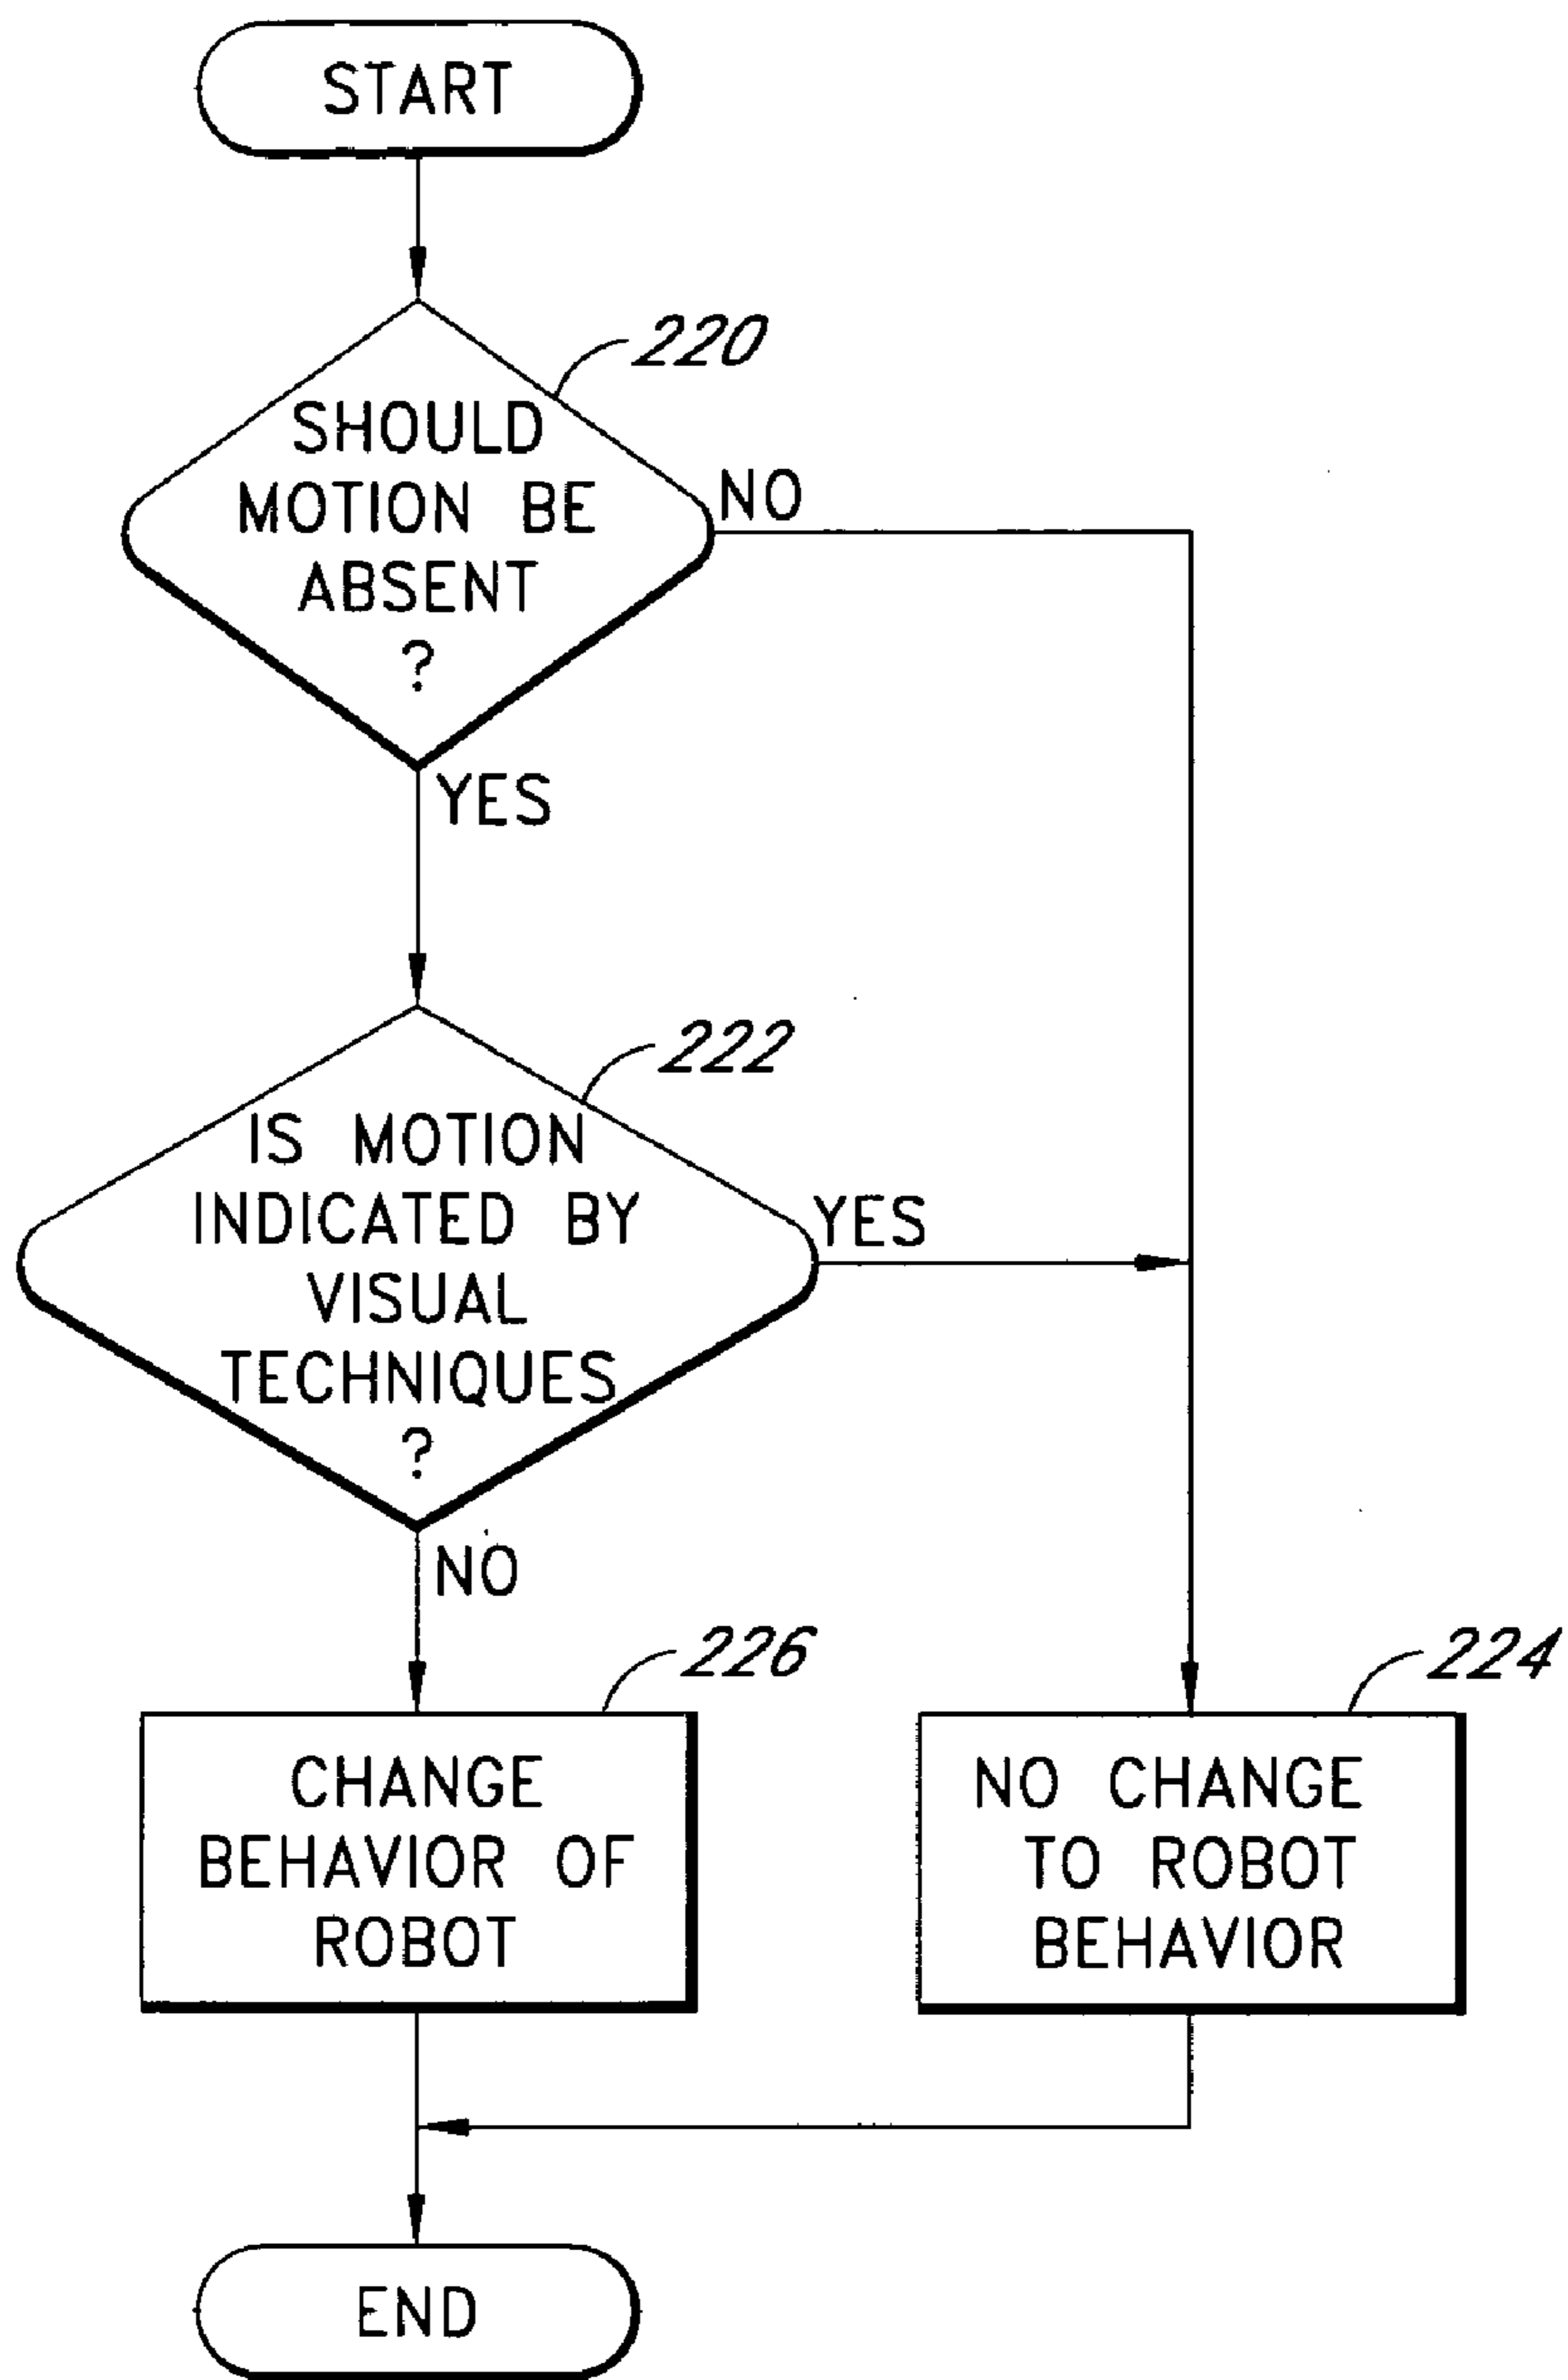 START
220
SHOULD
MOTION BE
ABSENT
?
NO
YES
222
IS MOTION
INDICATED BY
VISUAL
TECHNIQUES
?
YES
NO
226
CHANGE
BEHAVIOR OF
ROBOT
224
NO CHANGE
TO ROBOT
BEHAVIOR
END